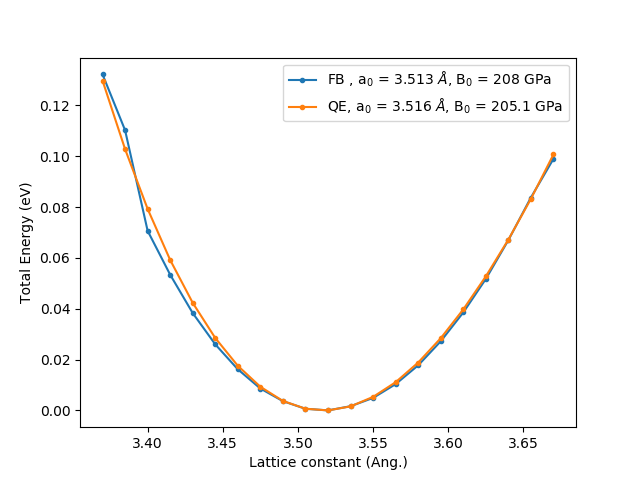 FB , a₀ = 3.513 Å, B₀ = 208 GPa
QE, a₀ = 3.516 Å, B₀ = 205.1 GPa
Total Energy (eV)
0.12
0.10
0.08
0.06
0.04
0.02
0.00
3.40 3.45 3.50 3.55 3.60 3.65
Lattice constant (Ang.)